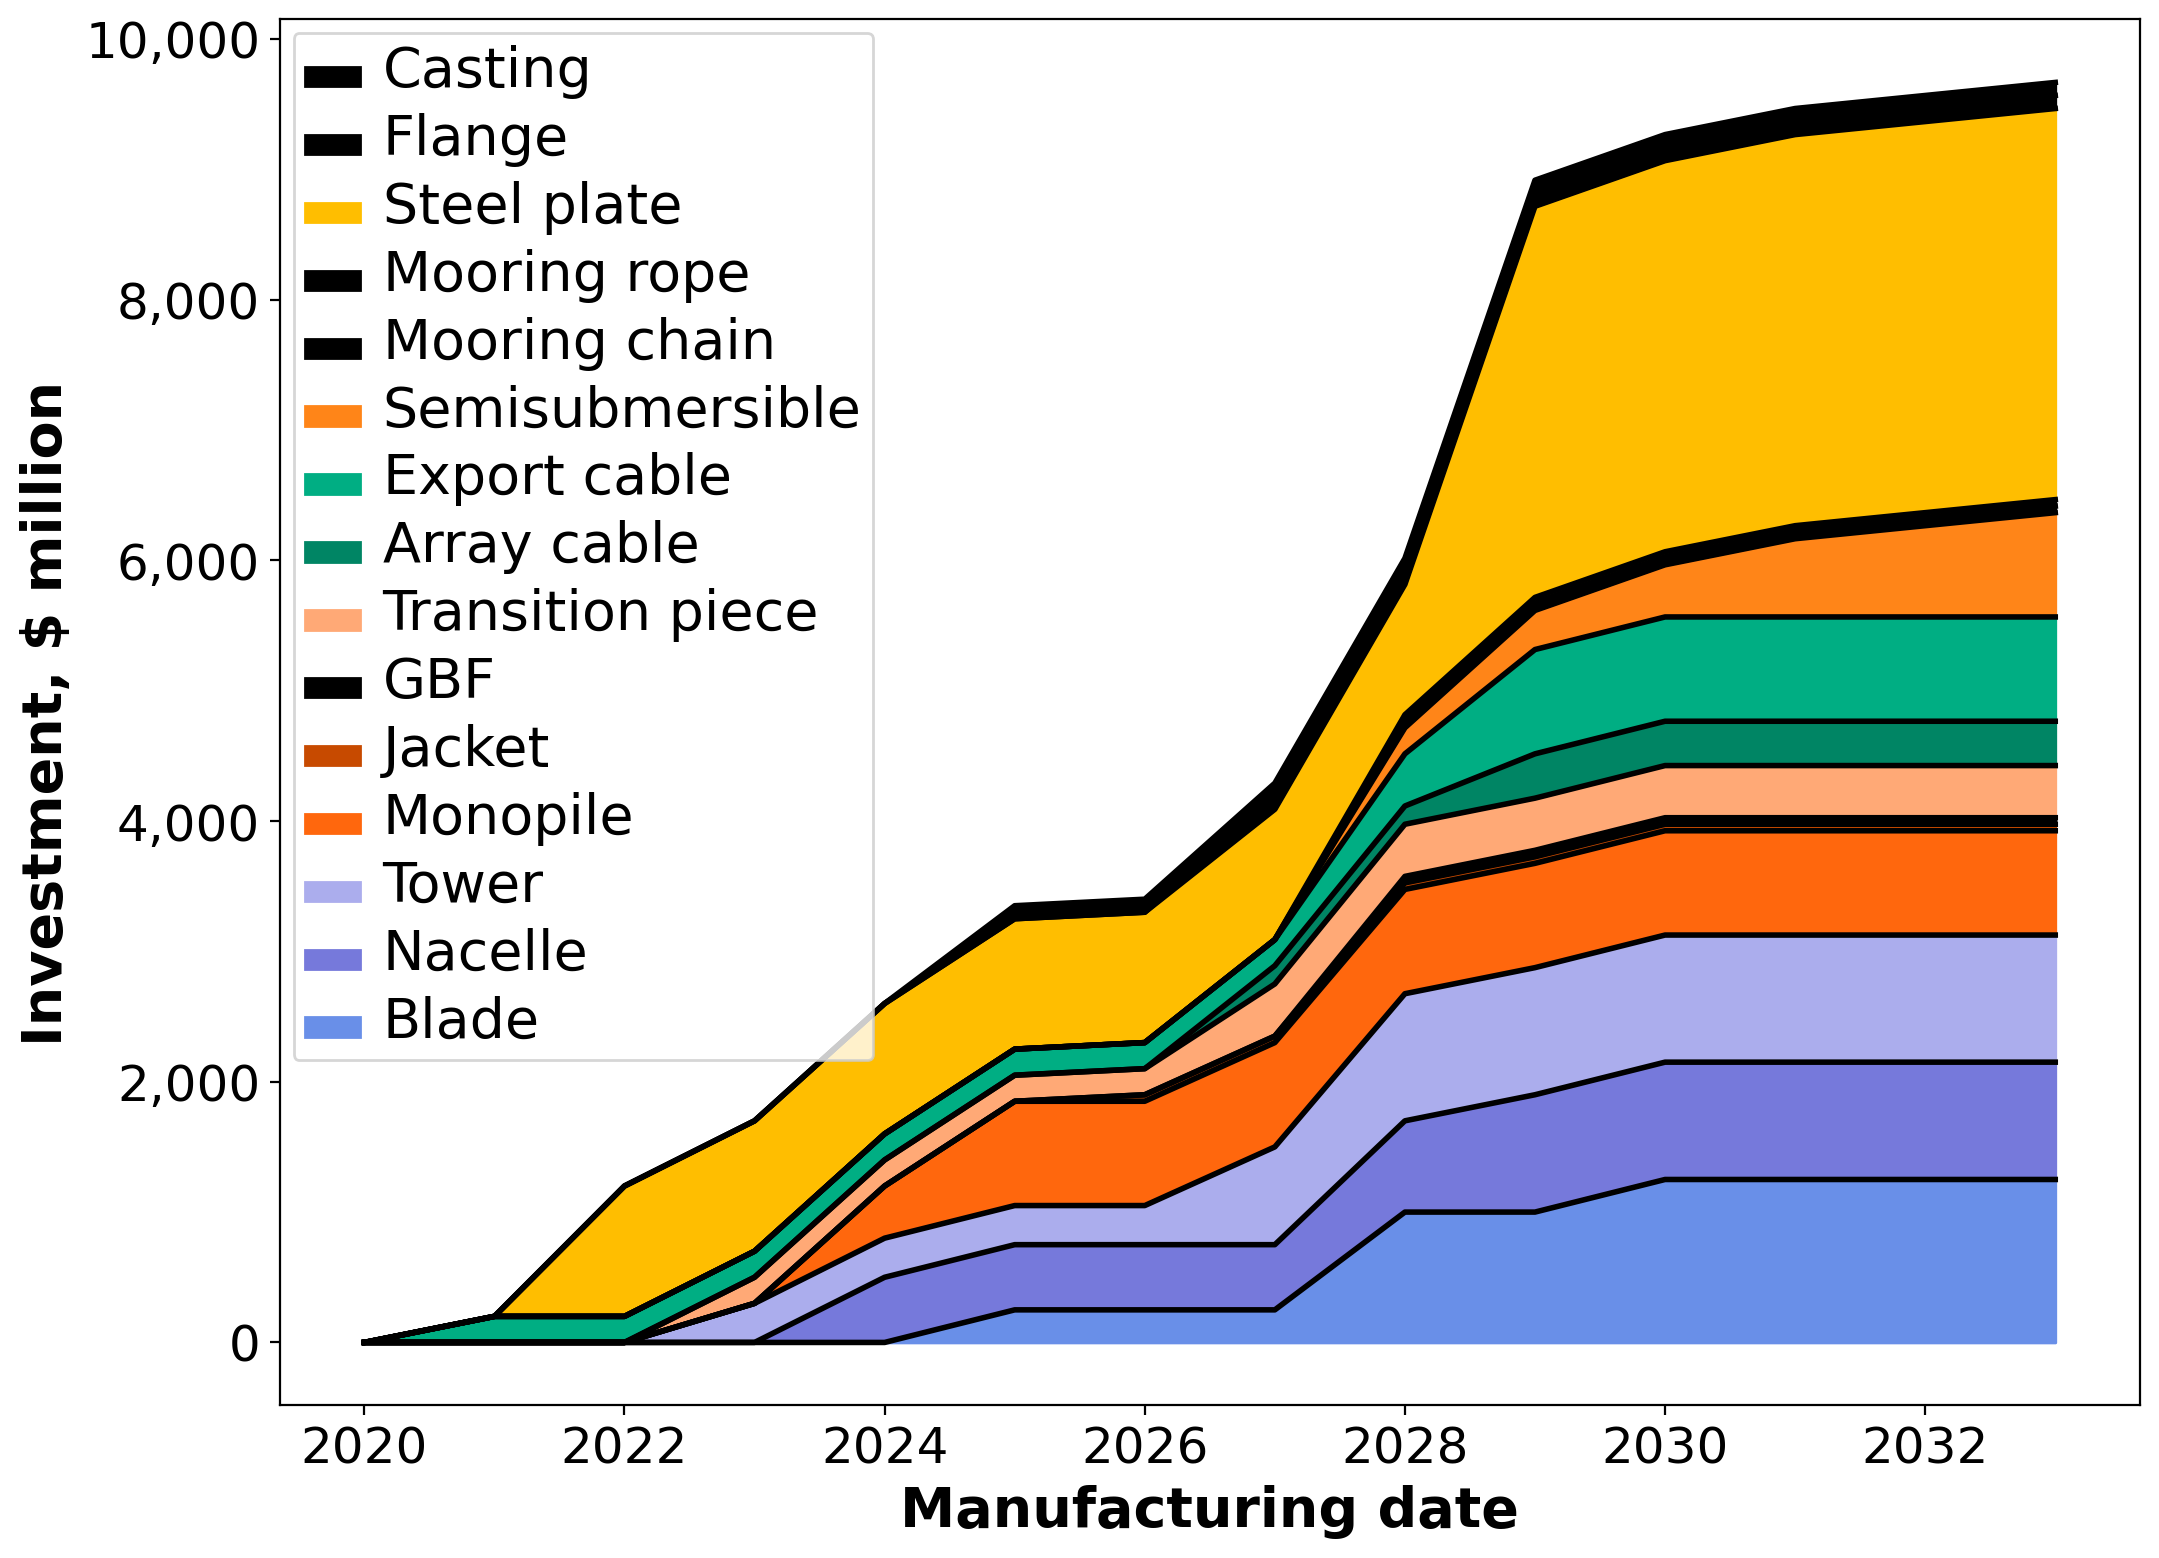 10,000
8,000
6,000
4,000
2,000
0
Investment, $ million
Casting
Flange
Steel plate
Mooring rope
Mooring chain
Semisubmersible
Export cable
Array cable
Transition piece
GBF
Jacket
Monopile
Tower
Nacelle
Blade
2020 2022 2024 2026 2028 2030 2032
Manufacturing date